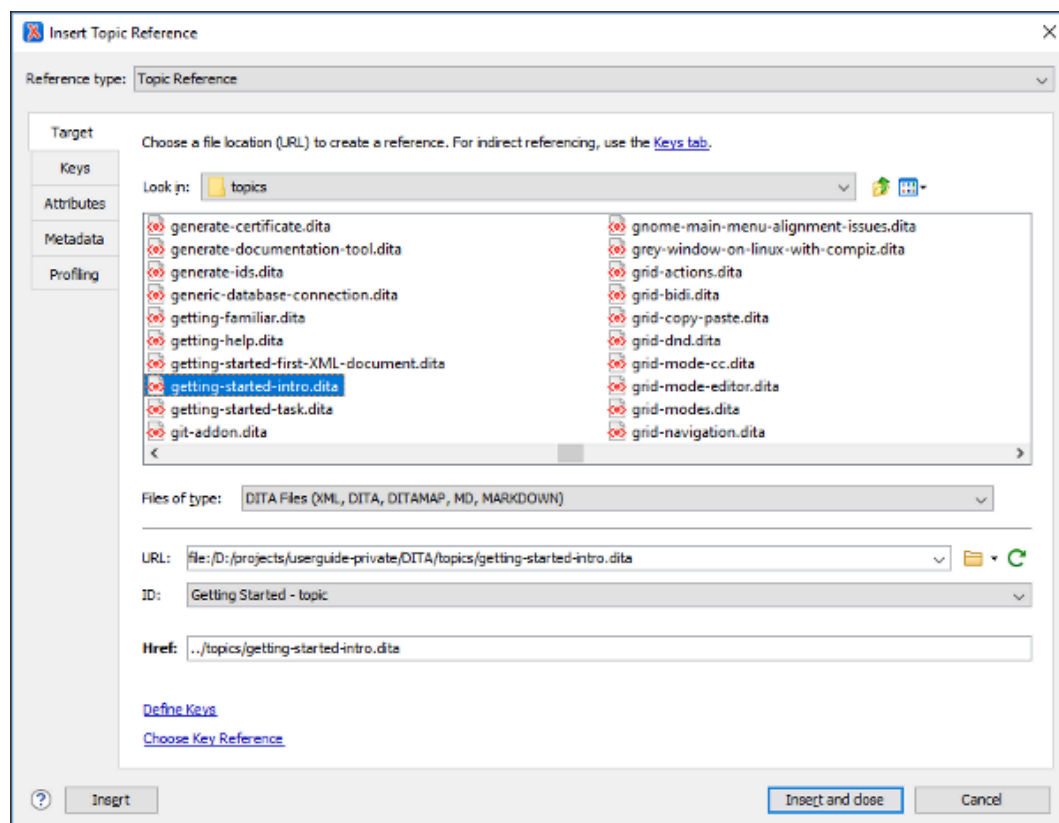 Insert Topic Reference
Reference type: Topic Reference
Target
Keys
Attributes
Metadata
Profiling
Choose a file location (URL) to create a reference. For indirect referencing, use the Keys tab.
Look in: topics
generate-certificate.dita
generate-documentation-tool.dita
generate-ids.dita
generic-database-connection.dita
getting-familiar.dita
getting-help.dita
getting-started-first-XML-document.dita
getting-started-intro.dita
getting-started-task.dita
git-addon.dita
gnome-main-menu-alignment-issues.dita
grey-window-on-linux-with-compiz.dita
grid-actions.dita
grid-bidi.dita
grid-copy-paste.dita
grid-dnd.dita
grid-mode-cc.dita
grid-mode-editor.dita
grid-modes.dita
grid-navigation.dita
Files of type: DITA Files (XML, DITA, DITAMAP, MD, MARKDOWN)
URL: file:/D:/projects/userguide-private/DITA/topics/getting-started-intro.dita
ID: Getting Started - topic
Href: ../topics/getting-started-intro.dita
Define Keys
Choose Key Reference
? Insert Insert and close Cancel